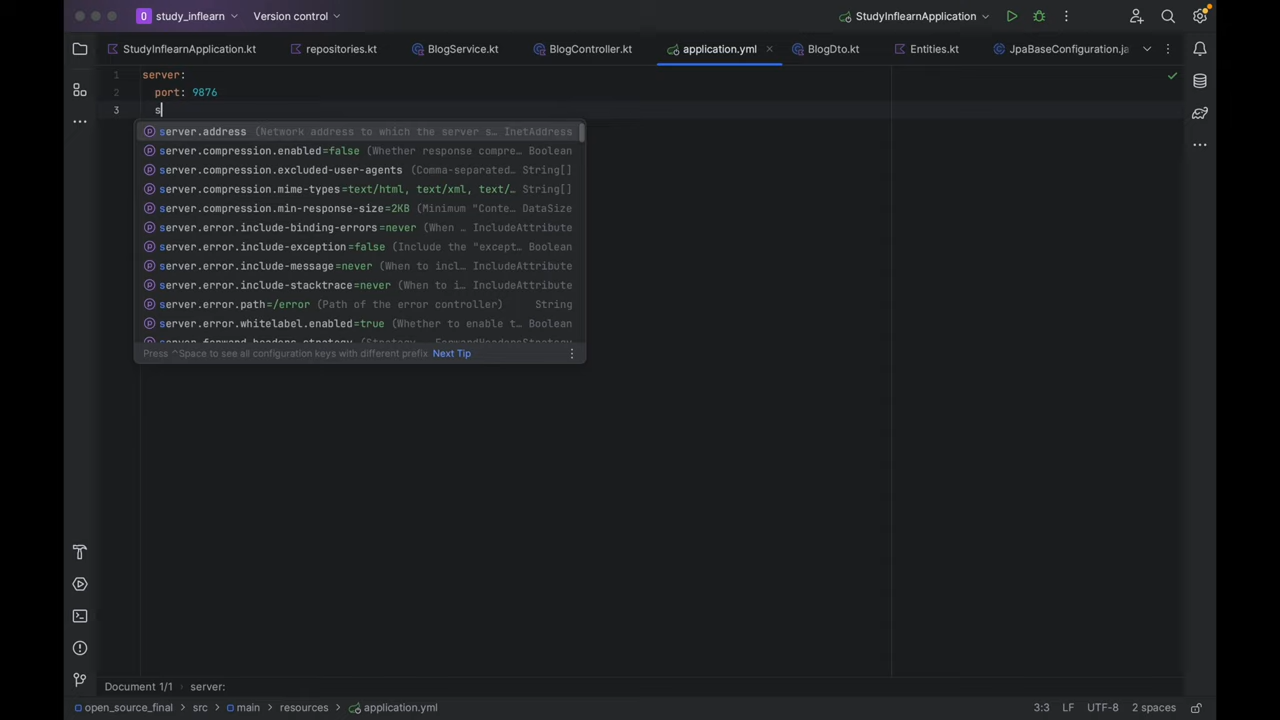 study_inflearn
Version control
StudyInflearnApplication
StudyInflearnApplication.kt
repositories.kt
BlogService.kt
BlogController.kt
application.yml
BlogDto.kt
Entities.kt
JpaBaseConfiguration.ja
1 server:
2 port: 9876
3 s
server.address (Network address to which the server s… InetAddress
server.compression.enabled=false (Whether response compre… Boolean
server.compression.excluded-user-agents (Comma-separated… String[]
server.compression.mime-types=text/html, text/xml, text/… String[]
server.compression.min-response-size=2KB (Minimum "Conte… DataSize
server.error.include-binding-errors=never (When … IncludeAttribute
server.error.include-exception=false (Include the "except… Boolean
server.error.include-message=never (When to incl… IncludeAttribute
server.error.include-stacktrace=never (When to i… IncludeAttribute
server.error.path=/error (Path of the error controller) String
server.error.whitelabel.enabled=true (Whether to enable t… Boolean
server.forward-headers-strategy (Strategy … ForwardHeadersStrategy
Press ^Space to see all configuration keys with different prefix Next Tip
Document 1/1 server:
open_source_final src main resources application.yml
3:3 LF UTF-8 2 spaces